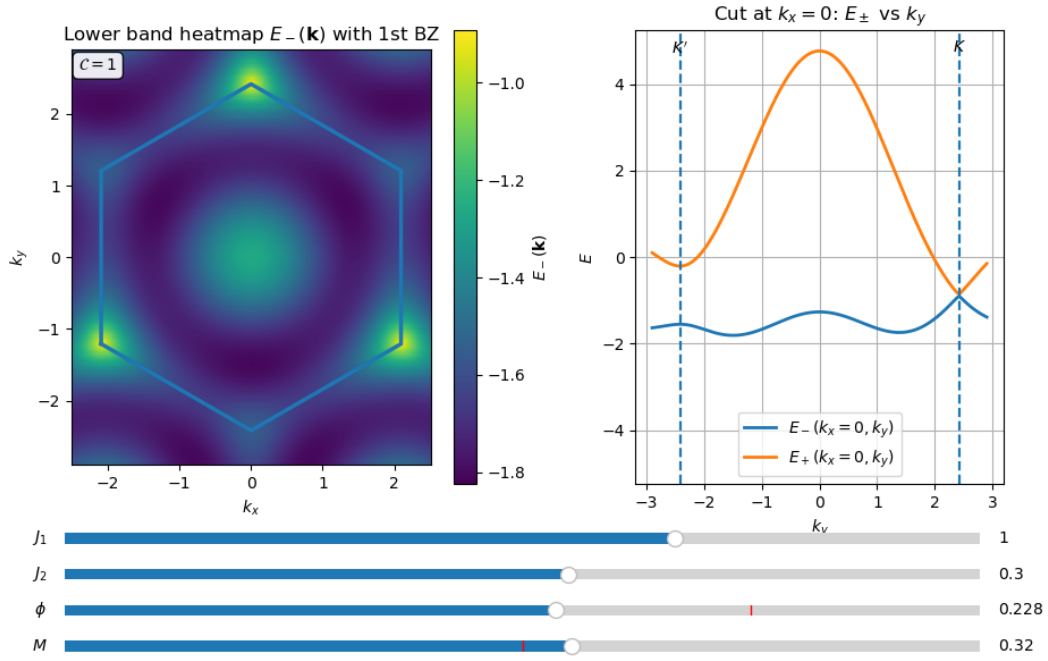 Lower band heatmap E₋(𝐤) with 1st BZ
𝒞 = 1
2
1
0
−1
−2
k_y
−2
−1
0
1
2
k_x
−1.0
−1.2
−1.4
−1.6
−1.8
E₋(𝐤)
Cut at k_x = 0: E_± vs k_y
K′
K
4
2
0
−2
−4
E
E₋(k_x = 0, k_y)
E₊(k_x = 0, k_y)
−3
−2
−1
0
1
2
3
k_y
J₁
1
J₂
0.3
ϕ
0.228
M
0.32